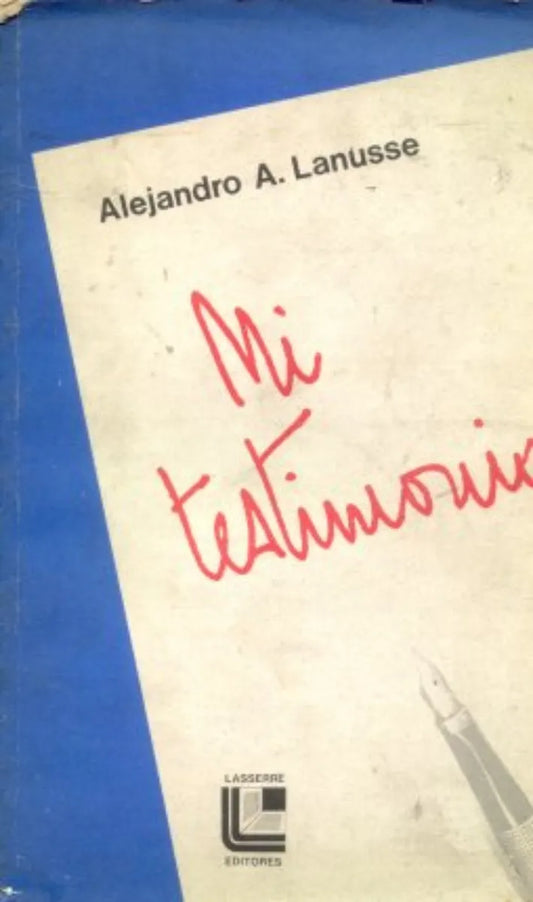 Alejandro A. Lanusse
Mi
testimonio
LASSERRE
EDITORES